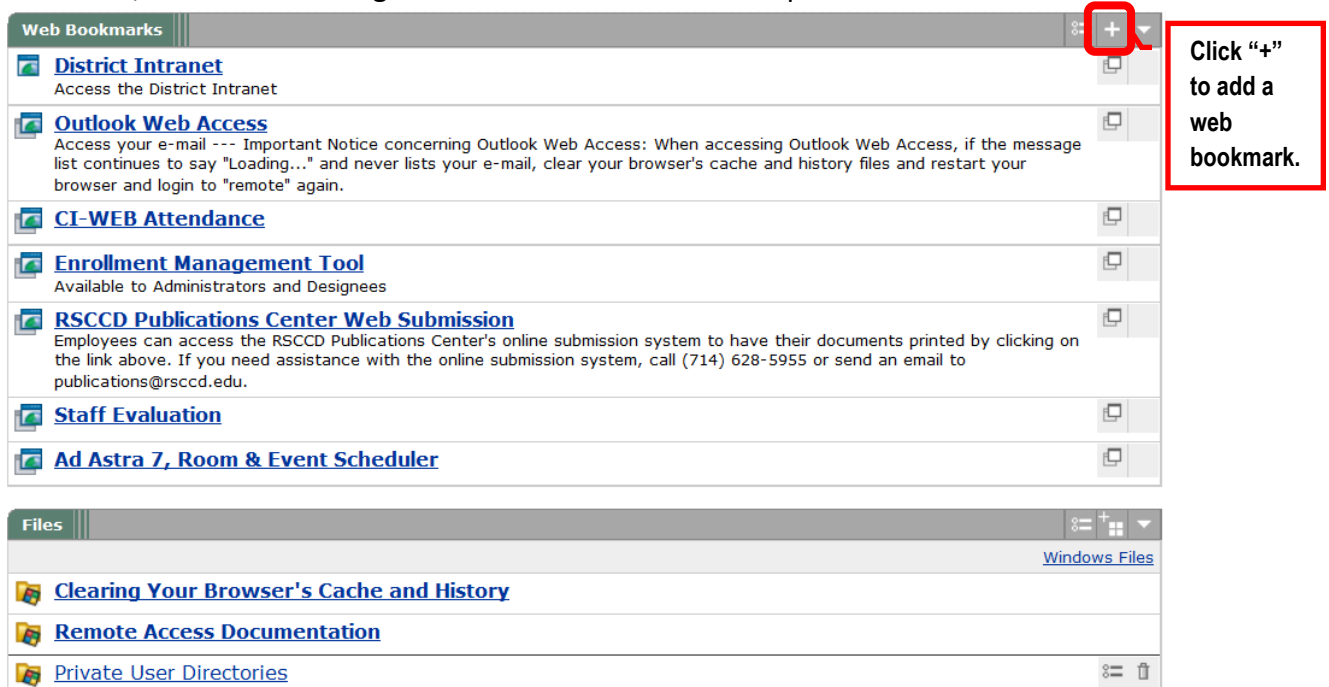 Web Bookmarks
+
Click “+”
to add a
web
bookmark.
District Intranet
Access the District Intranet
Outlook Web Access
Access your e-mail --- Important Notice concerning Outlook Web Access: When accessing Outlook Web Access, if the message
list continues to say "Loading..." and never lists your e-mail, clear your browser's cache and history files and restart your
browser and login to "remote" again.
CI-WEB Attendance
Enrollment Management Tool
Available to Administrators and Designees
RSCCD Publications Center Web Submission
Employees can access the RSCCD Publications Center's online submission system to have their documents printed by clicking on
the link above. If you need assistance with the online submission system, call (714) 628-5955 or send an email to
publications@rsccd.edu.
Staff Evaluation
Ad Astra 7, Room & Event Scheduler
Files
Windows Files
Clearing Your Browser's Cache and History
Remote Access Documentation
Private User Directories